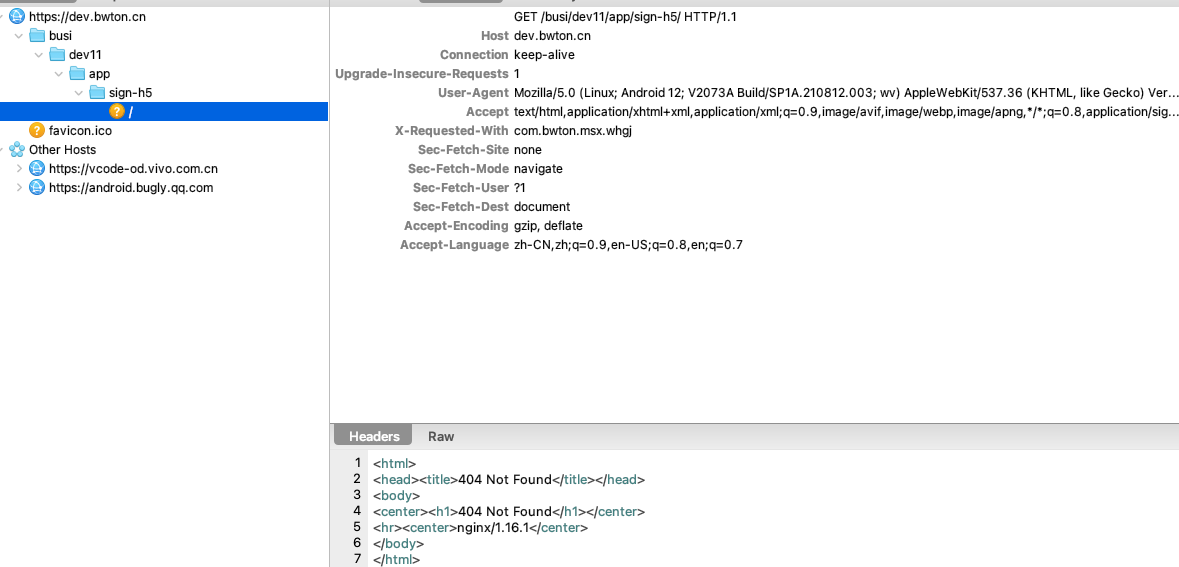 https://dev.bwton.cn
busi
dev11
app
sign-h5
/
favicon.ico
Other Hosts
https://vcode-od.vivo.com.cn
https://android.bugly.qq.com
GET /busi/dev11/app/sign-h5/ HTTP/1.1
Host dev.bwton.cn
Connection keep-alive
Upgrade-Insecure-Requests 1
User-Agent Mozilla/5.0 (Linux; Android 12; V2073A Build/SP1A.210812.003; wv) AppleWebKit/537.36 (KHTML, like Gecko) Ver...
Accept text/html,application/xhtml+xml,application/xml;q=0.9,image/avif,image/webp,image/apng,*/*;q=0.8,application/sig...
X-Requested-With com.bwton.msx.whgj
Sec-Fetch-Site none
Sec-Fetch-Mode navigate
Sec-Fetch-User ?1
Sec-Fetch-Dest document
Accept-Encoding gzip, deflate
Accept-Language zh-CN,zh;q=0.9,en-US;q=0.8,en;q=0.7
Headers Raw
1 <html>
2 <head><title>404 Not Found</title></head>
3 <body>
4 <center><h1>404 Not Found</h1></center>
5 <hr><center>nginx/1.16.1</center>
6 </body>
7 </html>